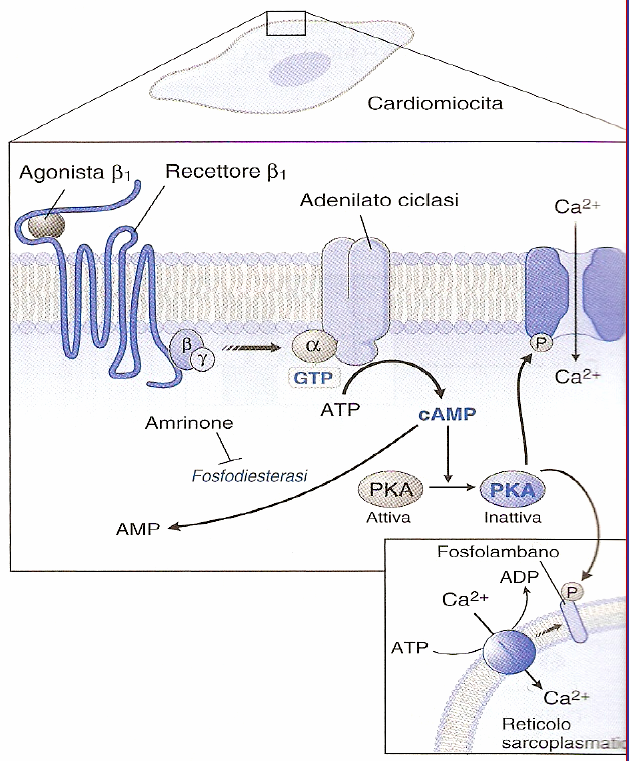 Cardiomiocita
Agonista β1
Recettore β1
Adenilato ciclasi
Ca2+
β
γ
α
GTP
P
Ca2+
ATP
cAMP
Amrinone
Fosfodiesterasi
PKA
PKA
Attiva
Inattiva
AMP
Fosfolambano
ADP
P
Ca2+
ATP
Ca2+
Reticolo
sarcoplasmatic